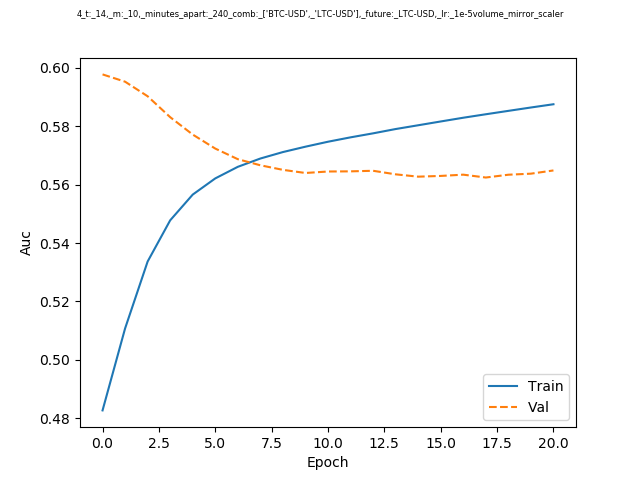 4_t:_14,_m:_10,_minutes_apart:_240_comb:_['BTC-USD',_'LTC-USD'],_future:_LTC-USD,_lr:_1e-5volume_mirror_scaler
0.60
0.58
0.56
0.54
0.52
0.50
0.48
Auc
Train
Val
0.0 2.5 5.0 7.5 10.0 12.5 15.0 17.5 20.0
Epoch